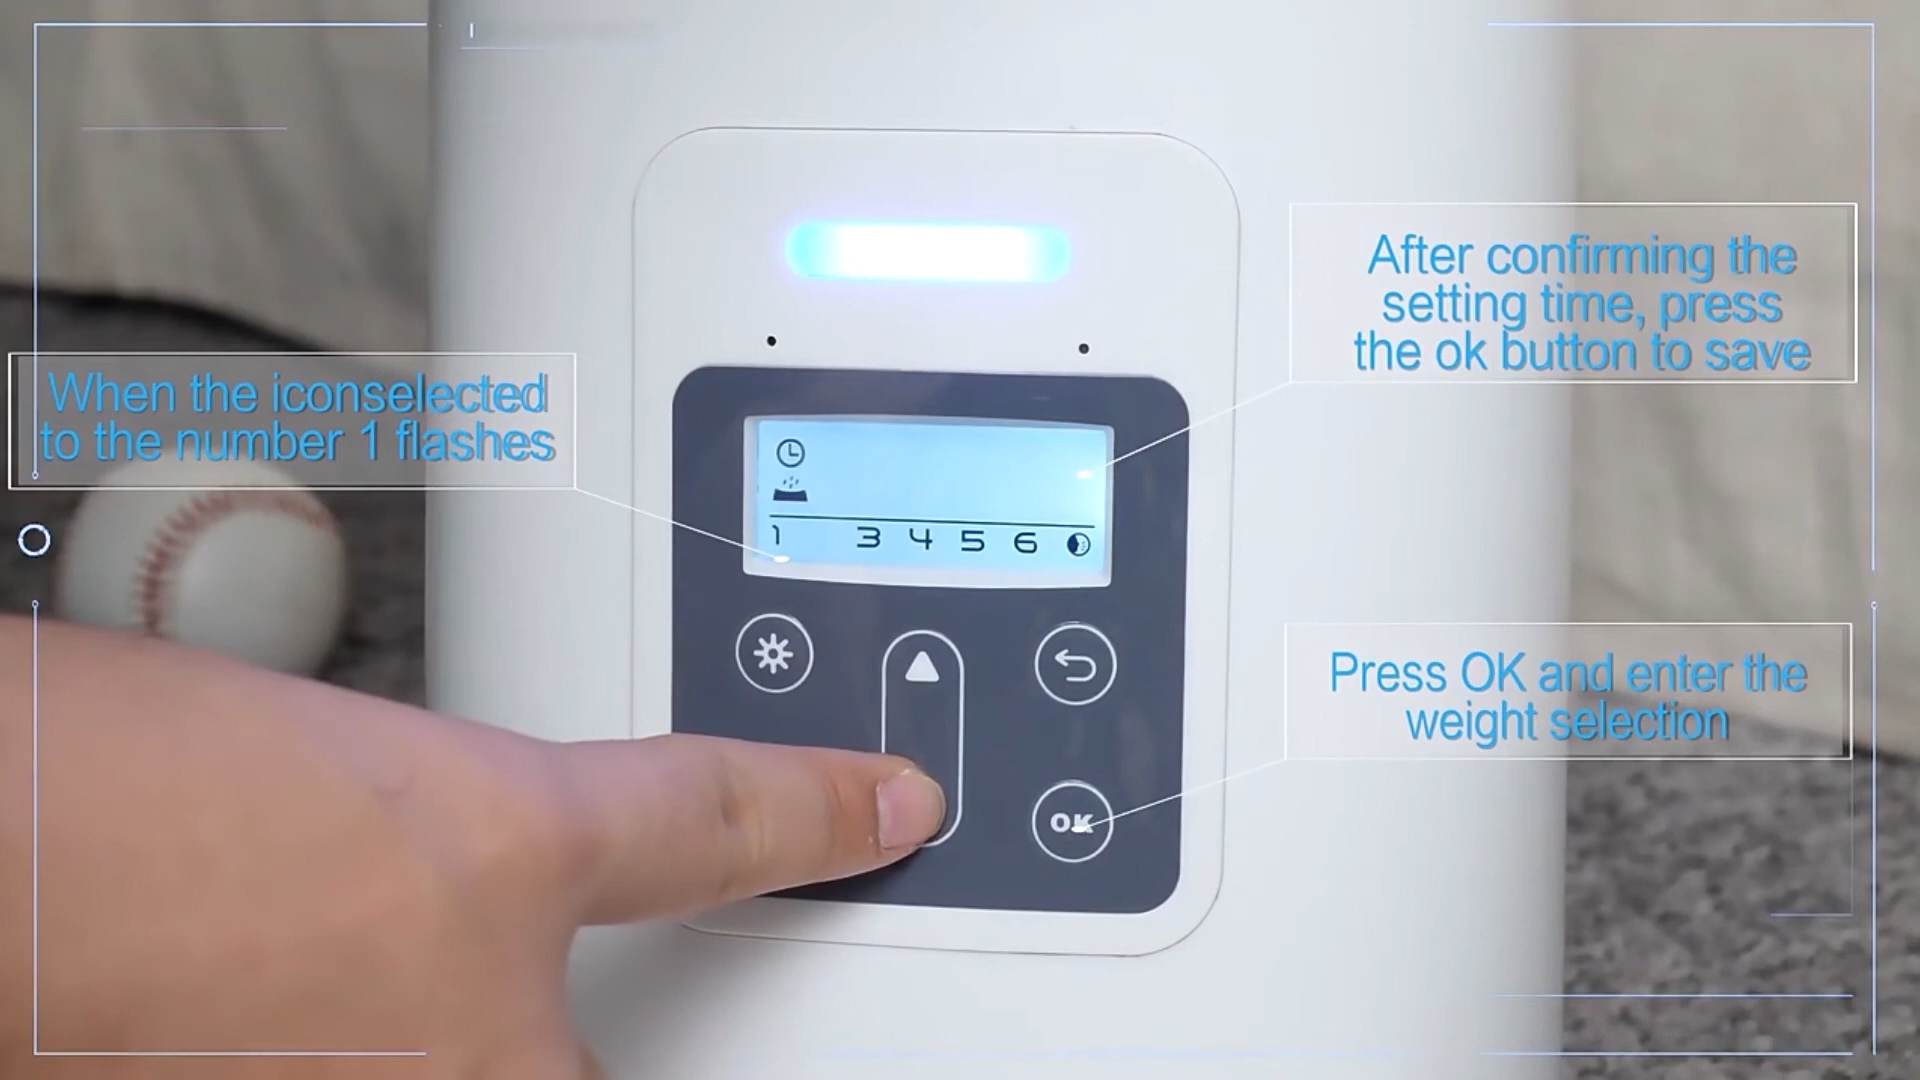 When the iconselected
to the number 1 flashes
After confirming the
setting time, press
the ok button to save
1 3 4 5 6
Press OK and enter the
weight selection
OK